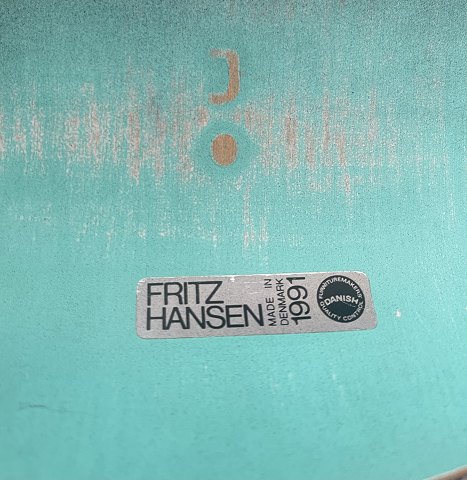 FRITZ
HANSEN
MADE IN
DENMARK
1991
FURNITUREMAKERS
DANISH
QUALITY CONTROL